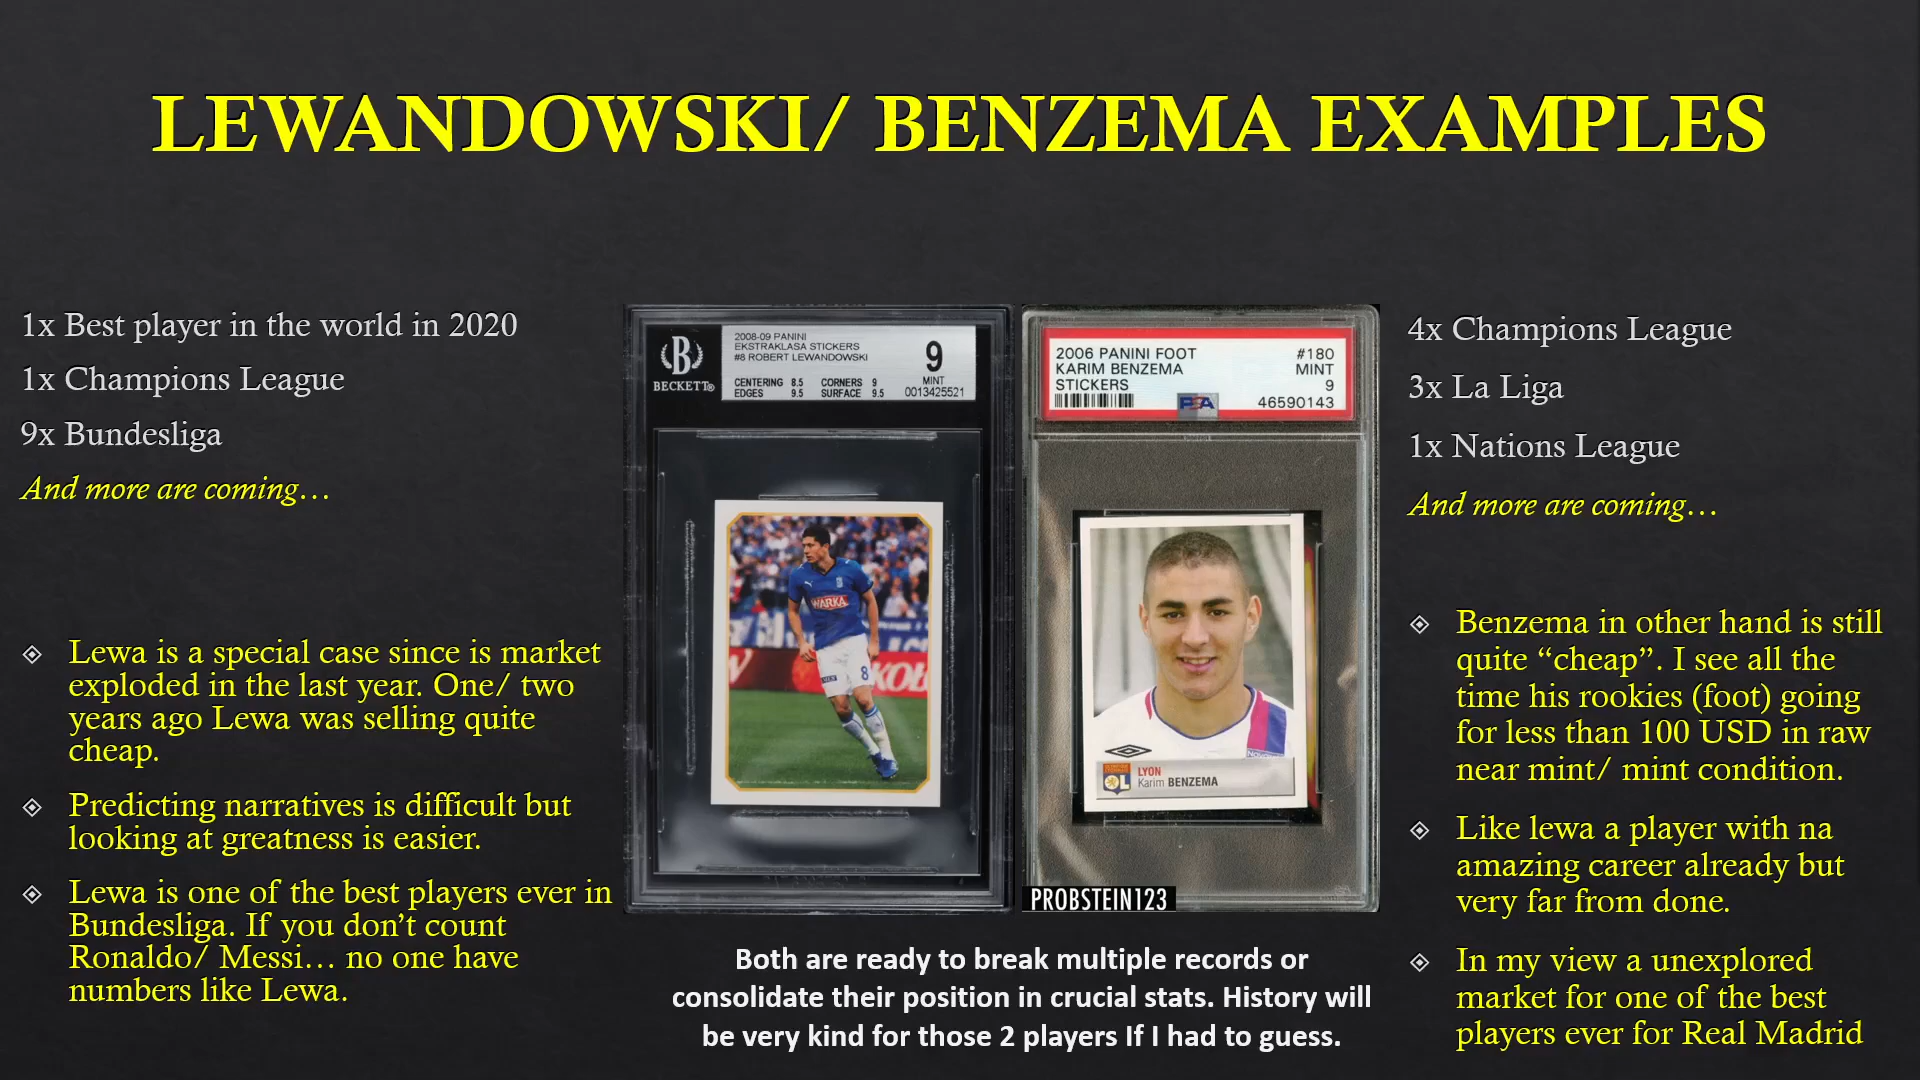 LEWANDOWSKI/ BENZEMA EXAMPLES
1x Best player in the world in 2020
1x Champions League
9x Bundesliga
And more are coming…
Lewa is a special case since is market
exploded in the last year. One/ two
years ago Lewa was selling quite
cheap.
Predicting narratives is difficult but
looking at greatness is easier.
Lewa is one of the best players ever in
Bundesliga. If you don’t count
Ronaldo/ Messi… no one have
numbers like Lewa.
B
BECKETT®
2008-09 PANINI
EKSTRAKLASA STICKERS
#8 ROBERT LEWANDOWSKI
CENTERING 8.5 CORNERS 9
EDGES 9.5 SURFACE 9.5
9
MINT
0013425521
WARKA
8
2006 PANINI FOOT #180
KARIM BENZEMA MINT
STICKERS 9
PSA 46590143
LYON
Karim BENZEMA
PROBSTEIN123
Both are ready to break multiple records or
consolidate their position in crucial stats. History will
be very kind for those 2 players If I had to guess.
4x Champions League
3x La Liga
1x Nations League
And more are coming…
Benzema in other hand is still
quite “cheap”. I see all the
time his rookies (foot) going
for less than 100 USD in raw
near mint/ mint condition.
Like lewa a player with na
amazing career already but
very far from done.
In my view a unexplored
market for one of the best
players ever for Real Madrid